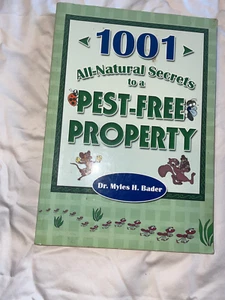 1001
All-Natural Secrets
to a
PEST-FREE
PROPERTY
Dr. Myles H. Bader